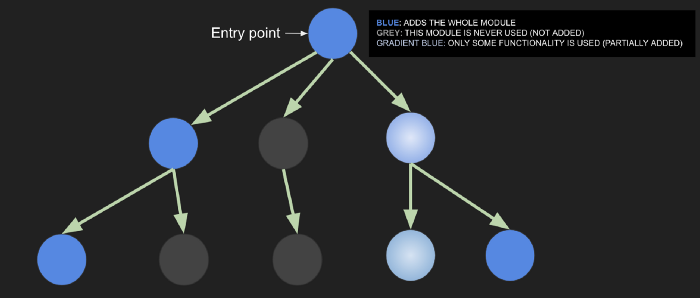 Entry point
BLUE: ADDS THE WHOLE MODULE
GREY: THIS MODULE IS NEVER USED (NOT ADDED)
GRADIENT BLUE: ONLY SOME FUNCTIONALITY IS USED (PARTIALLY ADDED)